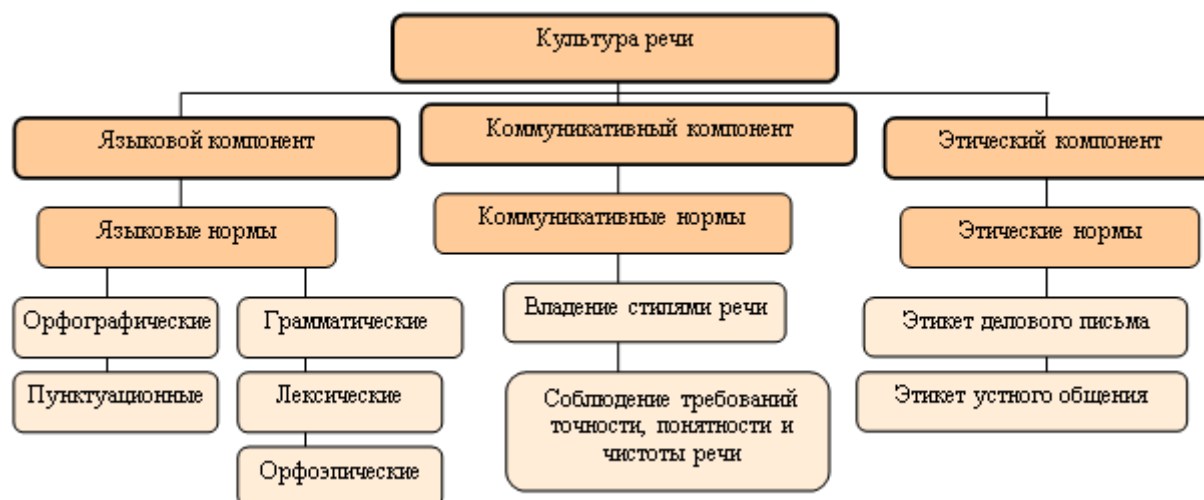 Культура речи
Языковой компонент
Коммуникативный компонент
Этический компонент
Языковые нормы
Коммуникативные нормы
Этические нормы
Орфографические
Грамматические
Владение стилями речи
Этикет делового письма
Пунктуационные
Лексические
Соблюдение требований
точности, понятности и
чистоты речи
Этикет устного общения
Орфоэпические